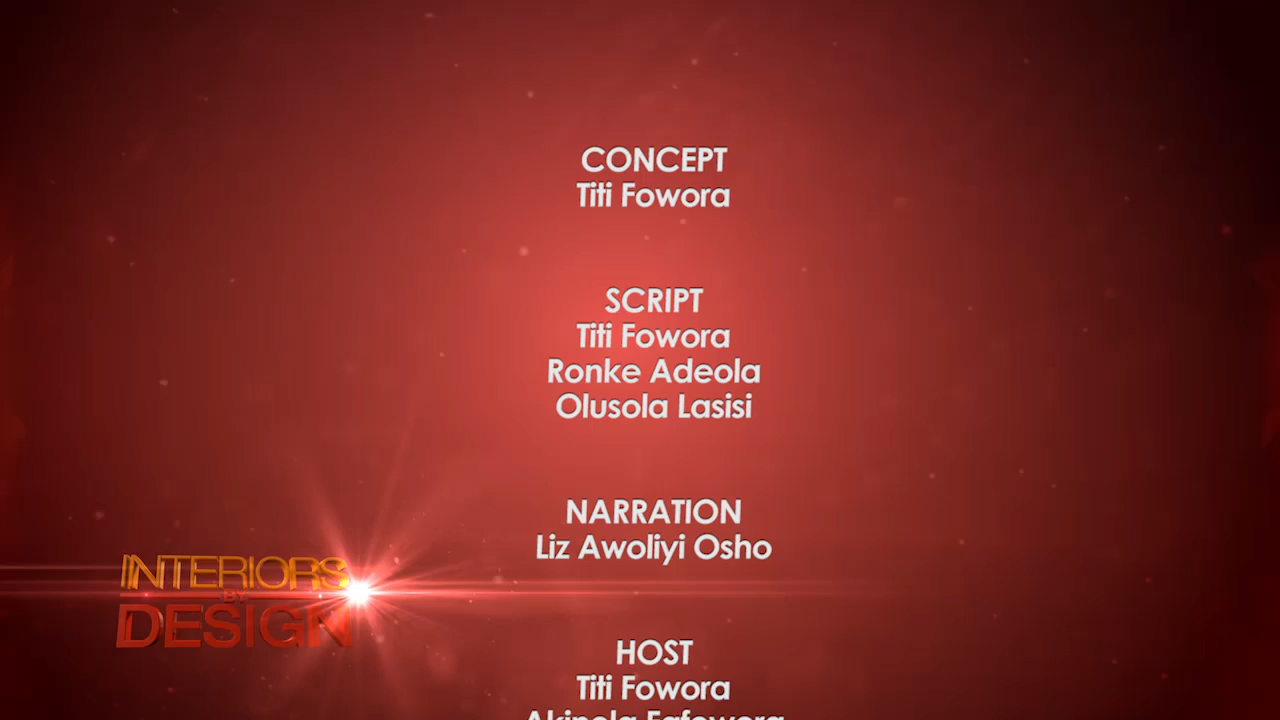 CONCEPT
Titi Fowora
SCRIPT
Titi Fowora
Ronke Adeola
Olusola Lasisi
NARRATION
Liz Awoliyi Osho
INTERIORS
BY
DESIGN
HOST
Titi Fowora